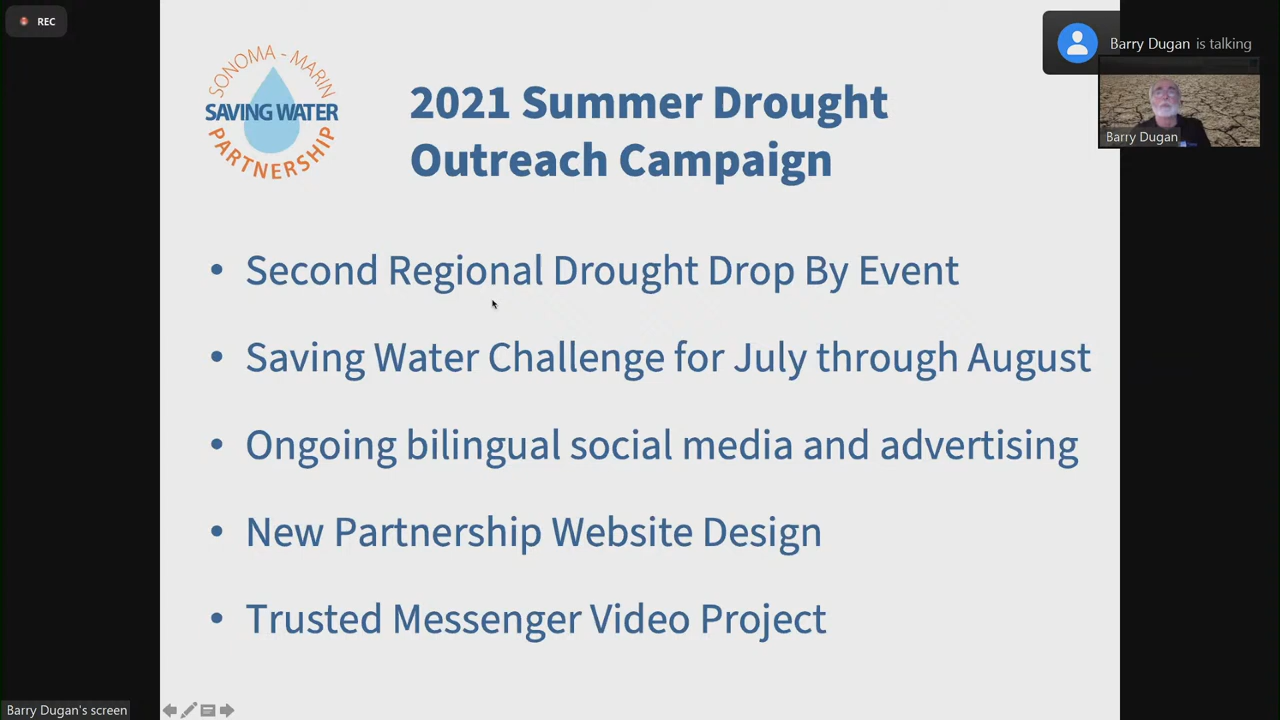 REC
SONOMA - MARIN
SAVING WATER
PARTNERSHIP
2021 Summer Drought
Outreach Campaign
Barry Dugan is talking
Barry Dugan
• Second Regional Drought Drop By Event
• Saving Water Challenge for July through August
• Ongoing bilingual social media and advertising
• New Partnership Website Design
• Trusted Messenger Video Project
Barry Dugan's screen